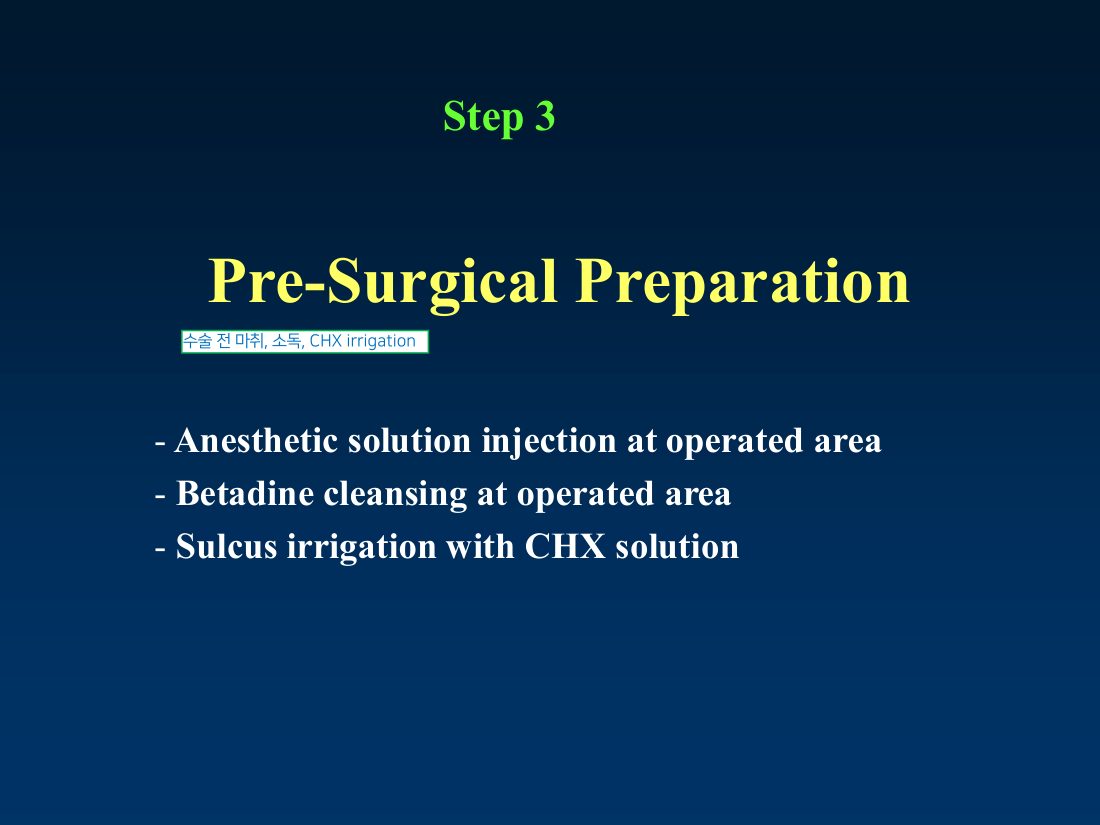 Step 3
Pre-Surgical Preparation
수술 전 마취, 소독, CHX irrigation
- Anesthetic solution injection at operated area
- Betadine cleansing at operated area
- Sulcus irrigation with CHX solution